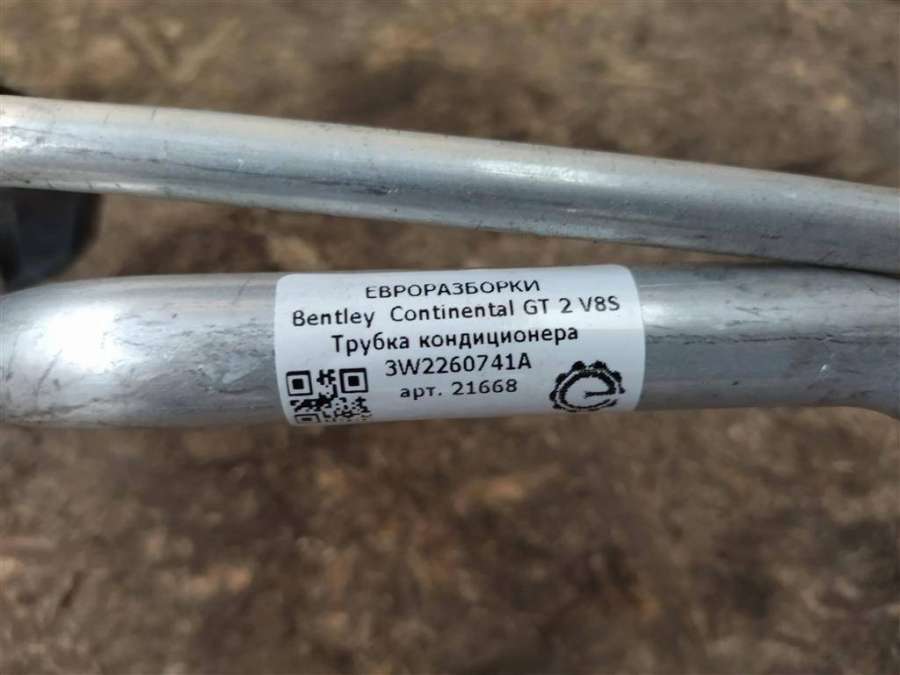 ЕВРОРАЗБОРКИ
Bentley Continental GT 2 V8S
Трубка кондиционера
3W2260741A
арт. 21668